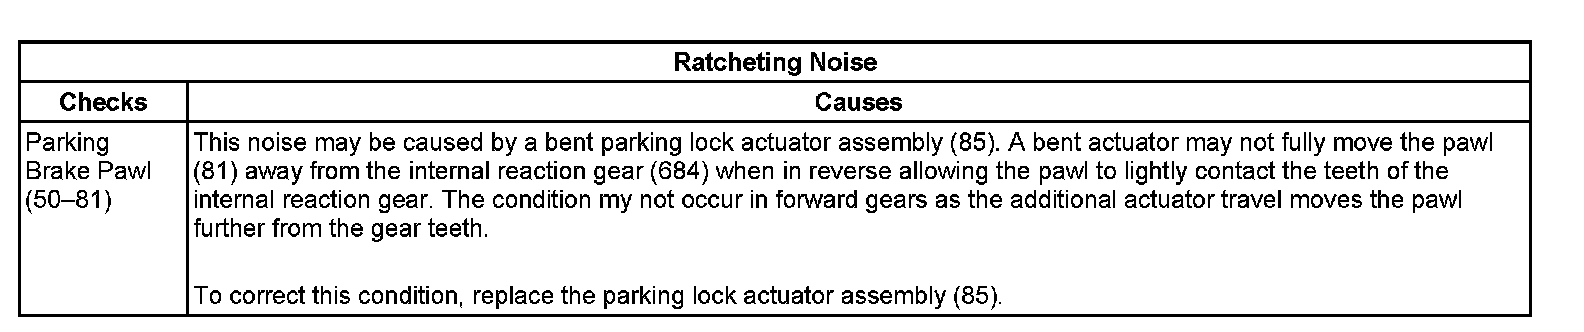 Ratcheting Noise
Checks
Causes
Parking
Brake Pawl
(50–81)
This noise may be caused by a bent parking lock actuator assembly (85). A bent actuator may not fully move the pawl
(81) away from the internal reaction gear (684) when in reverse allowing the pawl to lightly contact the teeth of the
internal reaction gear. The condition my not occur in forward gears as the additional actuator travel moves the pawl
further from the gear teeth.
To correct this condition, replace the parking lock actuator assembly (85).